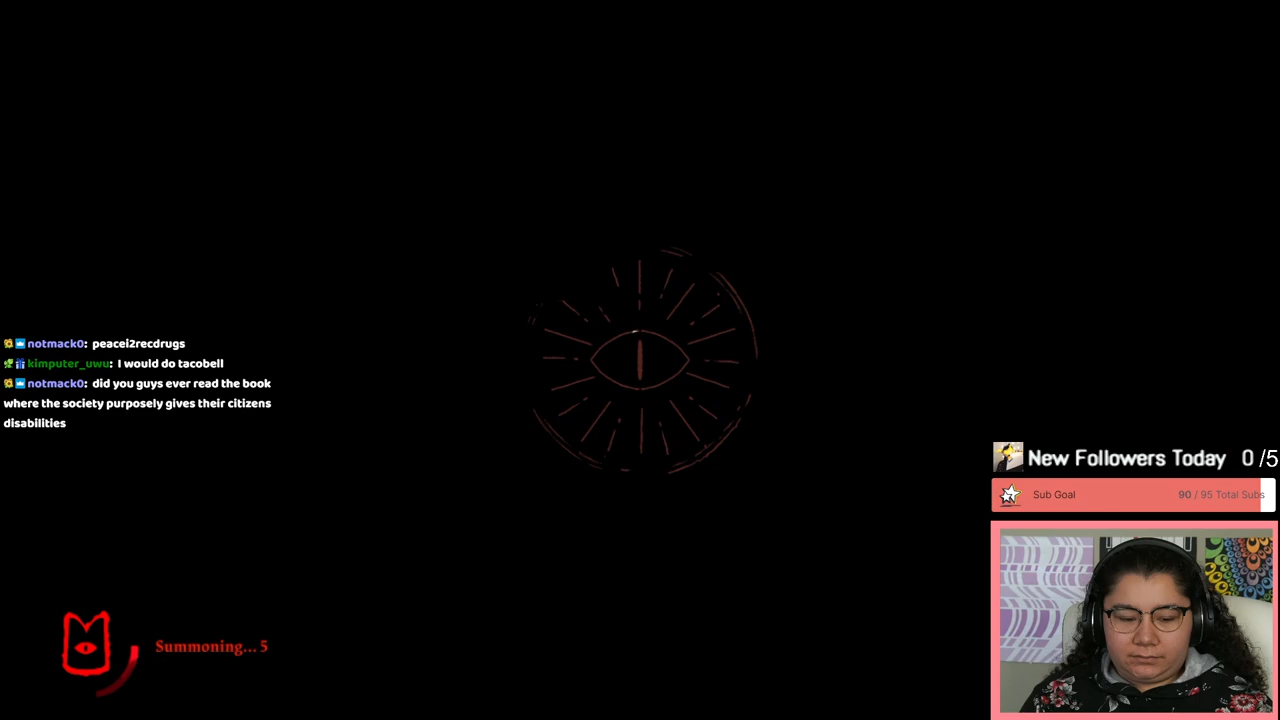 notmack0: peacei2recdrugs
kimputer_uwu: I would do tacobell
notmack0: did you guys ever read the book
where the society purposely gives their citizens
disabilities
New Followers Today 0 /5
Sub Goal 90 / 95 Total Subs
Summoning... 5